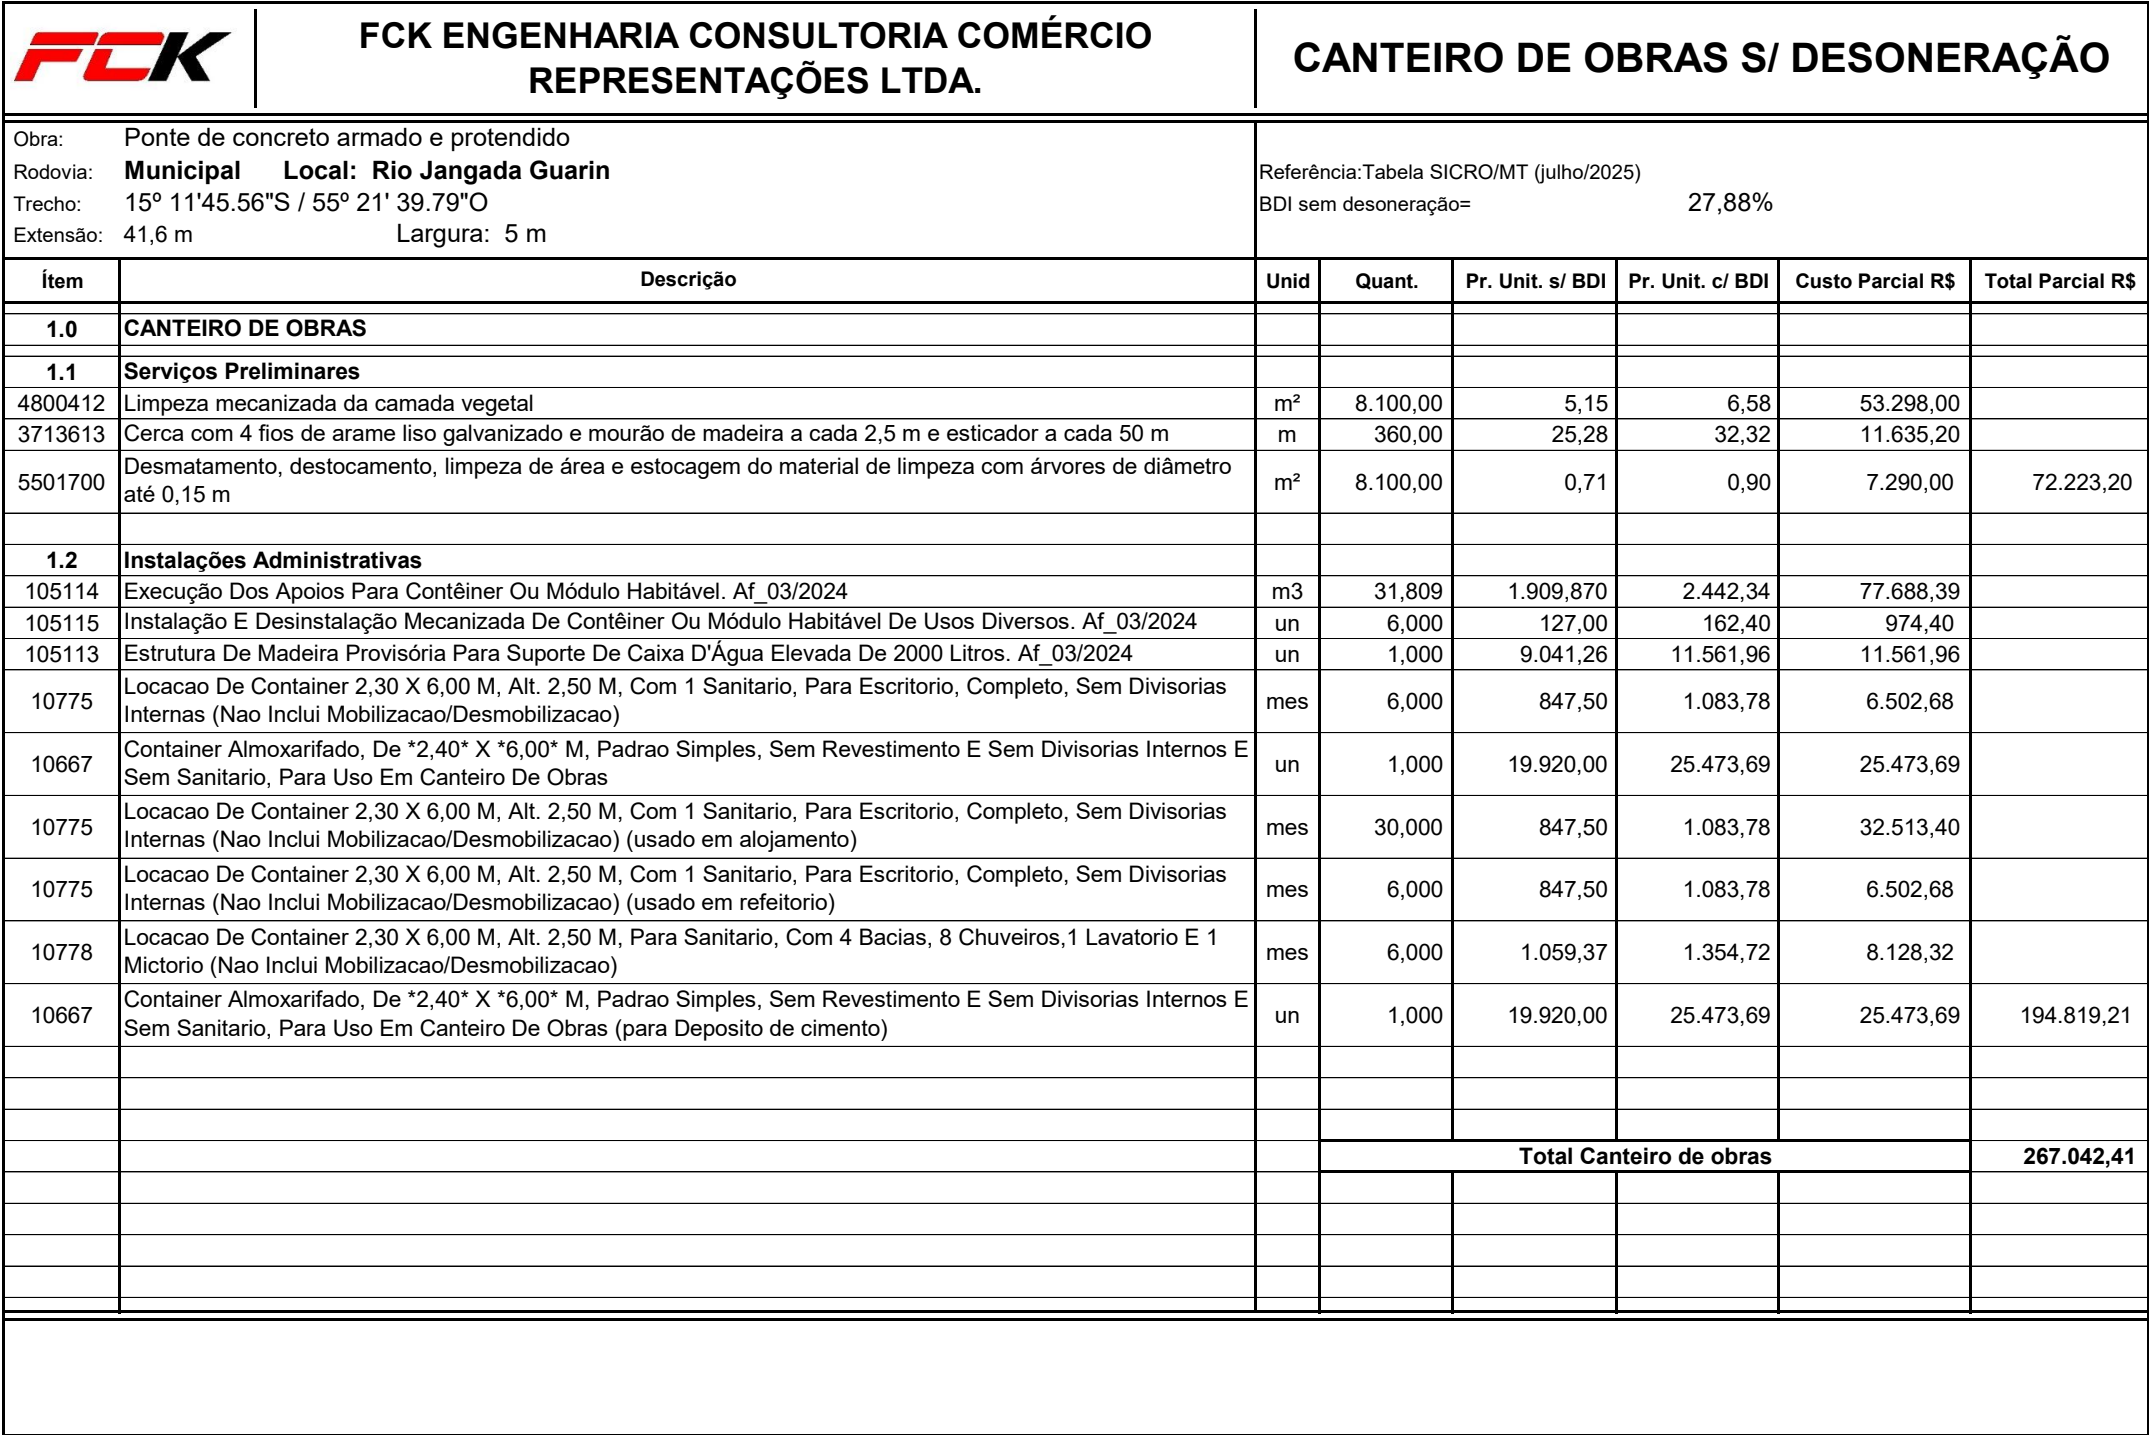 FCK
FCK ENGENHARIA CONSULTORIA COMÉRCIO
REPRESENTAÇÕES LTDA.
CANTEIRO DE OBRAS S/ DESONERAÇÃO
Obra: Ponte de concreto armado e protendido
Rodovia: Municipal Local: Rio Jangada Guarin
Referência:Tabela SICRO/MT (julho/2025)
Trecho: 15º 11'45.56"S / 55º 21' 39.79"O
BDI sem desoneração= 27,88%
Extensão: 41,6 m Largura: 5 m
Ítem Descrição Unid Quant. Pr. Unit. s/ BDI Pr. Unit. c/ BDI Custo Parcial R$ Total Parcial R$
1.0 CANTEIRO DE OBRAS
1.1 Serviços Preliminares
4800412 Limpeza mecanizada da camada vegetal m² 8.100,00 5,15 6,58 53.298,00
3713613 Cerca com 4 fios de arame liso galvanizado e mourão de madeira a cada 2,5 m e esticador a cada 50 m m 360,00 25,28 32,32 11.635,20
5501700 Desmatamento, destocamento, limpeza de área e estocagem do material de limpeza com árvores de diâmetro
até 0,15 m m² 8.100,00 0,71 0,90 7.290,00 72.223,20
1.2 Instalações Administrativas
105114 Execução Dos Apoios Para Contêiner Ou Módulo Habitável. Af_03/2024 m3 31,809 1.909,870 2.442,34 77.688,39
105115 Instalação E Desinstalação Mecanizada De Contêiner Ou Módulo Habitável De Usos Diversos. Af_03/2024 un 6,000 127,00 162,40 974,40
105113 Estrutura De Madeira Provisória Para Suporte De Caixa D'Água Elevada De 2000 Litros. Af_03/2024 un 1,000 9.041,26 11.561,96 11.561,96
10775 Locacao De Container 2,30 X 6,00 M, Alt. 2,50 M, Com 1 Sanitario, Para Escritorio, Completo, Sem Divisorias
Internas (Nao Inclui Mobilizacao/Desmobilizacao) mes 6,000 847,50 1.083,78 6.502,68
10667 Container Almoxarifado, De *2,40* X *6,00* M, Padrao Simples, Sem Revestimento E Sem Divisorias Internos E
Sem Sanitario, Para Uso Em Canteiro De Obras un 1,000 19.920,00 25.473,69 25.473,69
10775 Locacao De Container 2,30 X 6,00 M, Alt. 2,50 M, Com 1 Sanitario, Para Escritorio, Completo, Sem Divisorias
Internas (Nao Inclui Mobilizacao/Desmobilizacao) (usado em alojamento) mes 30,000 847,50 1.083,78 32.513,40
10775 Locacao De Container 2,30 X 6,00 M, Alt. 2,50 M, Com 1 Sanitario, Para Escritorio, Completo, Sem Divisorias
Internas (Nao Inclui Mobilizacao/Desmobilizacao) (usado em refeitorio) mes 6,000 847,50 1.083,78 6.502,68
10778 Locacao De Container 2,30 X 6,00 M, Alt. 2,50 M, Para Sanitario, Com 4 Bacias, 8 Chuveiros,1 Lavatorio E 1
Mictorio (Nao Inclui Mobilizacao/Desmobilizacao) mes 6,000 1.059,37 1.354,72 8.128,32
10667 Container Almoxarifado, De *2,40* X *6,00* M, Padrao Simples, Sem Revestimento E Sem Divisorias Internos E
Sem Sanitario, Para Uso Em Canteiro De Obras (para Deposito de cimento) un 1,000 19.920,00 25.473,69 25.473,69 194.819,21
Total Canteiro de obras 267.042,41